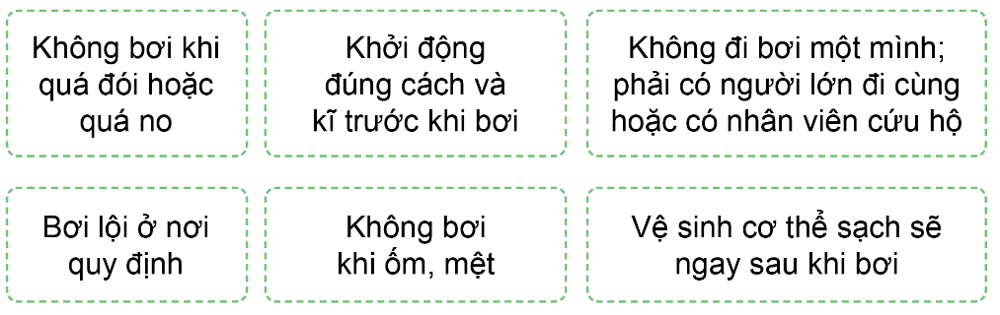 Không bơi khi
quá đói hoặc
quá no
Khởi động
đúng cách và
kĩ trước khi bơi
Không đi bơi một mình;
phải có người lớn đi cùng
hoặc có nhân viên cứu hộ
Bơi lội ở nơi
quy định
Không bơi
khi ốm, mệt
Vệ sinh cơ thể sạch sẽ
ngay sau khi bơi